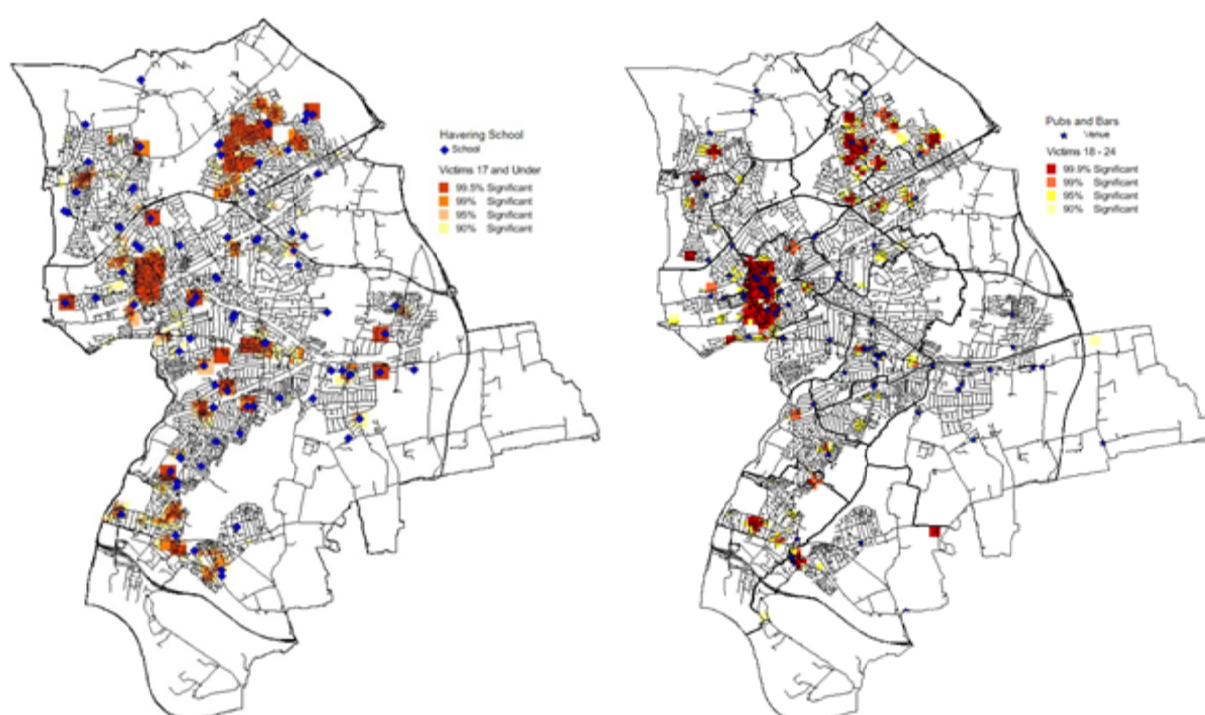 Havering School
School
Victims 17 and Under
99.5% Significant
99% Significant
95% Significant
90% Significant
Pubs and Bars
Venue
Victims 18 - 24
99.9% Significant
99% Significant
95% Significant
90% Significant